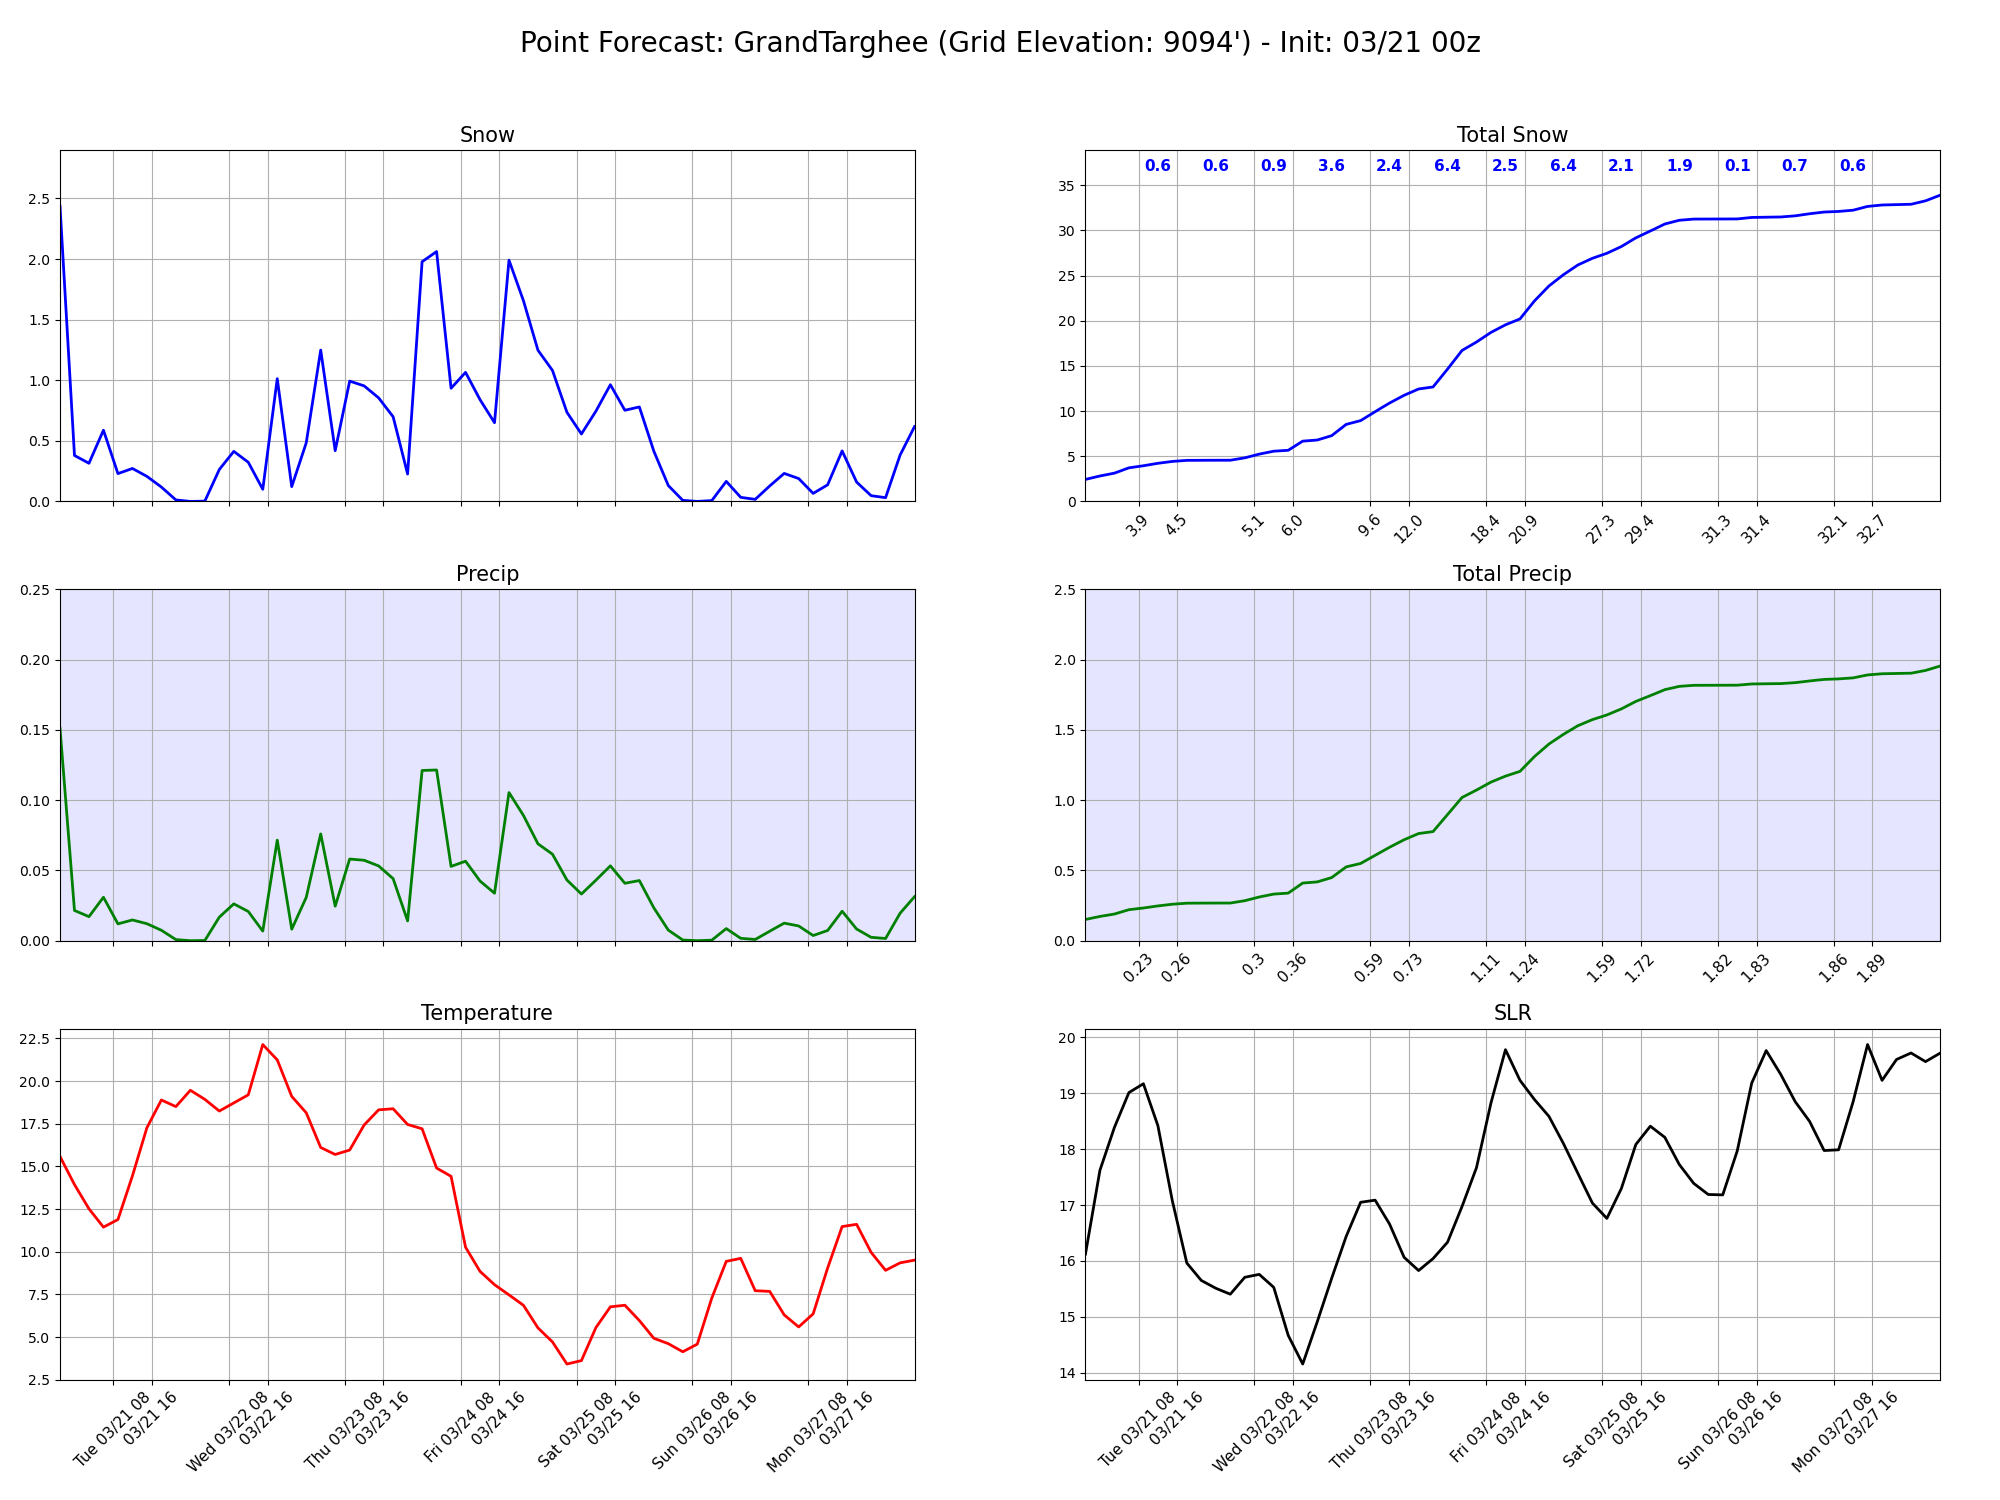 Point Forecast: GrandTarghee (Grid Elevation: 9094') - Init: 03/21 00z
Snow
2.5
2.0
1.5
1.0
0.5
0.0
Total Snow
0.6 0.6 0.9 3.6 2.4 6.4 2.5 6.4 2.1 1.9 0.1 0.7 0.6
35
30
25
20
15
10
5
0
3.9 4.5 5.1 6.0 9.6 12.0 18.4 20.9 27.3 29.4 31.3 31.4 32.1 32.7
Precip
0.25
0.20
0.15
0.10
0.05
0.00
Total Precip
2.5
2.0
1.5
1.0
0.5
0.0
0.23 0.26 0.3 0.36 0.59 0.73 1.11 1.24 1.59 1.72 1.82 1.83 1.86 1.89
Temperature
22.5
20.0
17.5
15.0
12.5
10.0
7.5
5.0
2.5
Tue 03/21 08
03/21 16
Wed 03/22 08
03/22 16
Thu 03/23 08
03/23 16
Fri 03/24 08
03/24 16
Sat 03/25 08
03/25 16
Sun 03/26 08
03/26 16
Mon 03/27 08
03/27 16
SLR
20
19
18
17
16
15
14
Tue 03/21 08
03/21 16
Wed 03/22 08
03/22 16
Thu 03/23 08
03/23 16
Fri 03/24 08
03/24 16
Sat 03/25 08
03/25 16
Sun 03/26 08
03/26 16
Mon 03/27 08
03/27 16